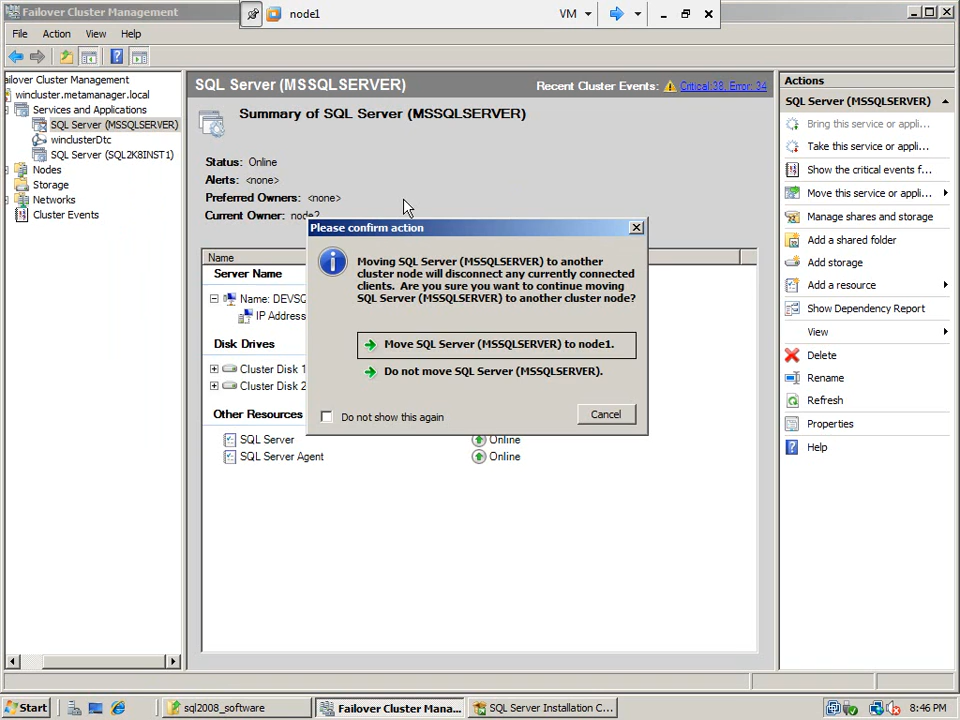 Failover Cluster Management
node1
VM
File Action View Help
ailover Cluster Management
wincluster.metamanager.local
Services and Applications
SQL Server (MSSQLSERVER)
winclusterDtc
SQL Server (SQL2K8INST1)
Nodes
Storage
Networks
Cluster Events
SQL Server (MSSQLSERVER)
Recent Cluster Events: Critical:38, Error: 34
Summary of SQL Server (MSSQLSERVER)
Status: Online
Alerts: <none>
Preferred Owners: <none>
Current Owner: node2
Name
Server Name
Name: DEVSQ
IP Address
Disk Drives
Cluster Disk 1
Cluster Disk 2
Other Resources
SQL Server Online
SQL Server Agent Online
Please confirm action
Moving SQL Server (MSSQLSERVER) to another
cluster node will disconnect any currently connected
clients. Are you sure you want to continue moving
SQL Server (MSSQLSERVER) to another cluster node?
Move SQL Server (MSSQLSERVER) to node1.
Do not move SQL Server (MSSQLSERVER).
Do not show this again
Cancel
Actions
SQL Server (MSSQLSERVER)
Bring this service or appli...
Take this service or appli...
Show the critical events f...
Move this service or appli...
Manage shares and storage
Add a shared folder
Add storage
Add a resource
Show Dependency Report
View
Delete
Rename
Refresh
Properties
Help
Start
sql2008_software
Failover Cluster Mana...
SQL Server Installation C...
8:46 PM